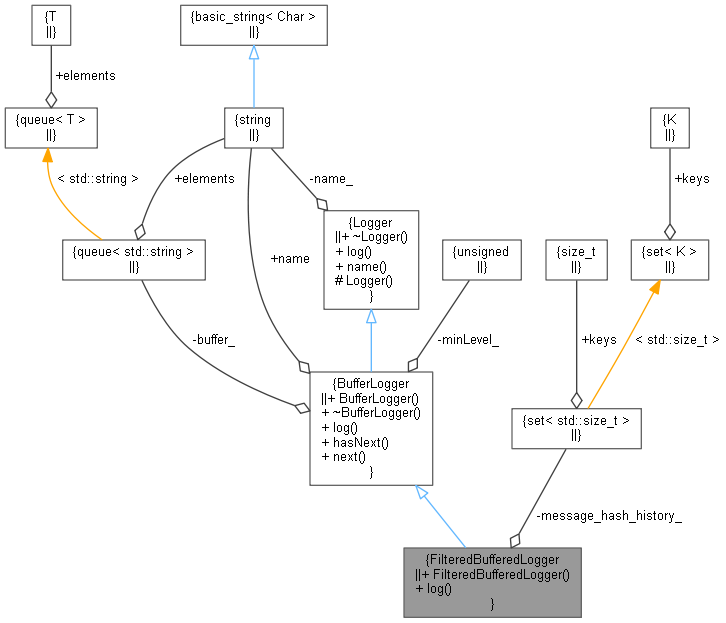 {T
||}
{basic_string< Char >
||}
+elements
{queue< T >
||}
{string
||}
{K
||}
< std::string >
+elements
-name_
+keys
{queue< std::string >
||}
+name
{Logger
||+ ~Logger()
+ log()
+ name()
# Logger()
}
{unsigned
||}
{size_t
||}
{set< K >
||}
-buffer_
-minLevel_
+keys
< std::size_t >
{BufferLogger
||+ BufferLogger()
+ ~BufferLogger()
+ log()
+ hasNext()
+ next()
}
{set< std::size_t >
||}
-message_hash_history_
{FilteredBufferedLogger
||+ FilteredBufferedLogger()
+ log()
}